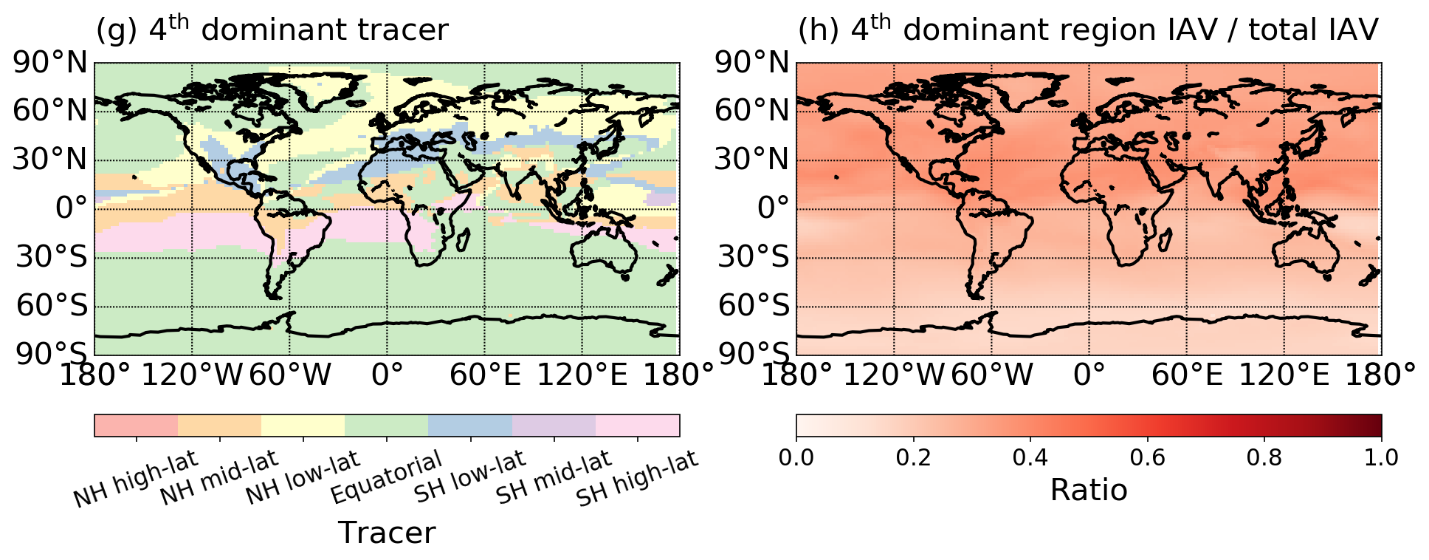 (g) 4th dominant tracer
90°N
60°N
30°N
0°
30°S
60°S
90°S
180° 120°W 60°W 0° 60°E 120°E 180°
NH high-lat
NH mid-lat
NH low-lat
Equatorial
SH low-lat
SH mid-lat
SH high-lat
Tracer
(h) 4th dominant region IAV / total IAV
90°N
60°N
30°N
0°
30°S
60°S
90°S
180° 120°W 60°W 0° 60°E 120°E 180°
0.0 0.2 0.4 0.6 0.8 1.0
Ratio